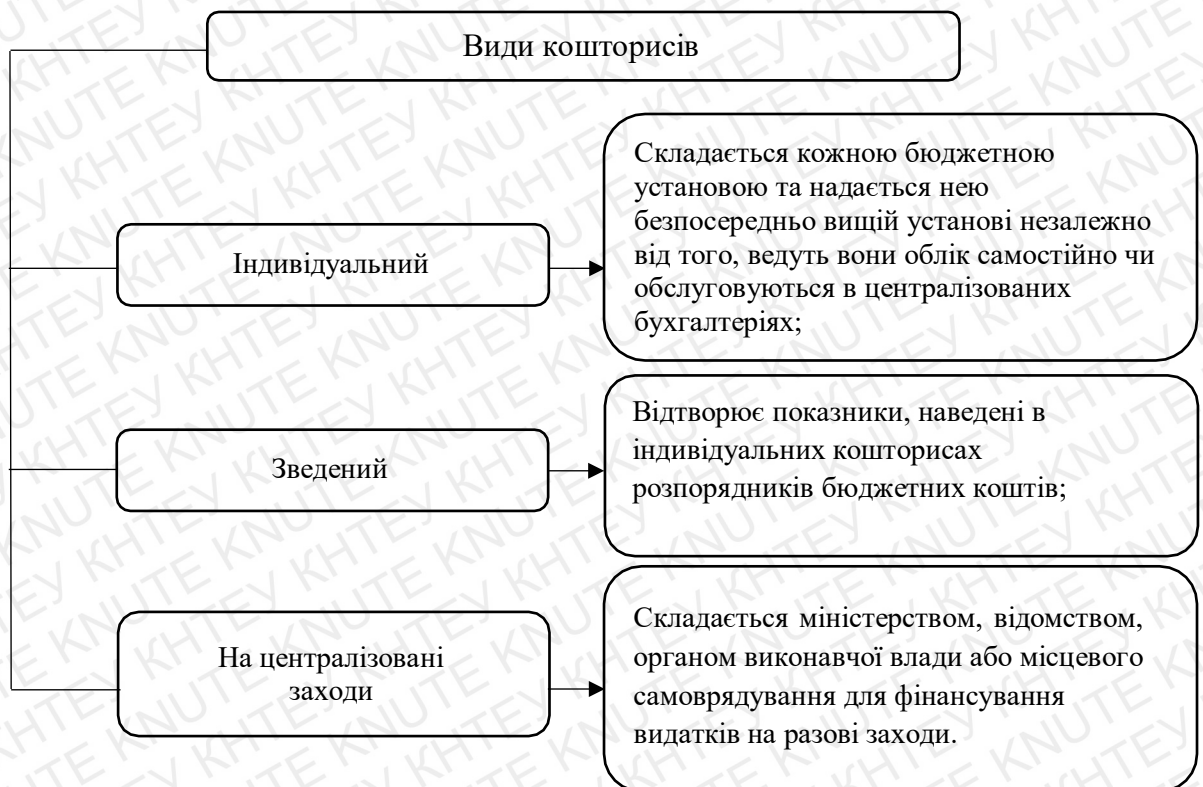 Види кошторисів
Індивідуальний
Складається кожною бюджетною
установою та надається нею
безпосередньо вищій установі незалежно
від того, ведуть вони облік самостійно чи
обслуговуються в централізованих
бухгалтеріях;
Зведений
Відтворює показники, наведені в
індивідуальних кошторисах
розпорядників бюджетних коштів;
На централізовані
заходи
Складається міністерством, відомством,
органом виконавчої влади або місцевого
самоврядування для фінансування
видатків на разові заходи.